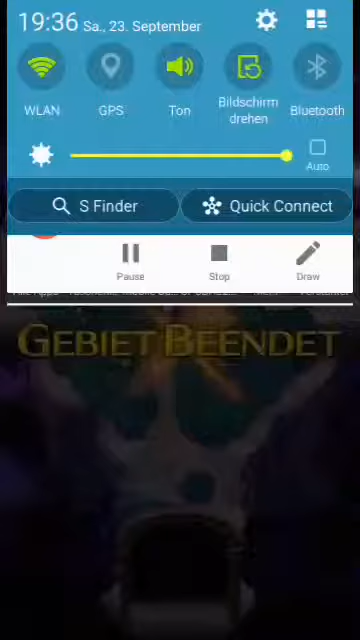 19:36 Sa., 23. September
WLAN GPS Ton Bildschirm drehen Bluetooth
Auto
S Finder Quick Connect
Pause Stop Draw
GEBIET BEENDET